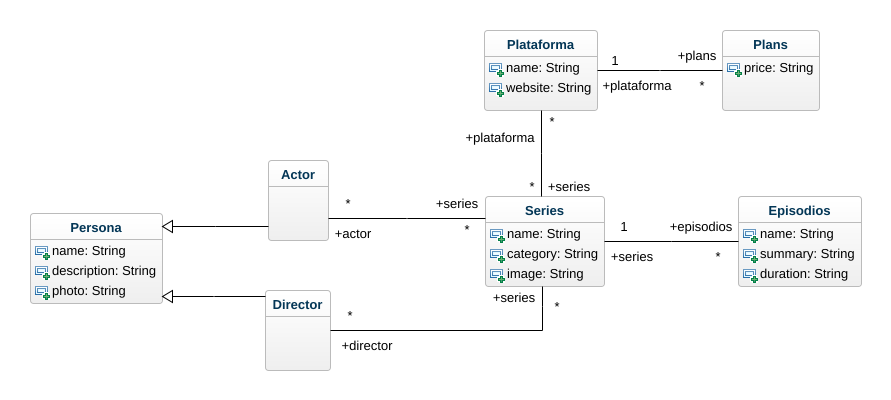 Plataforma
name: String
website: String
Plans
price: String
1
+plans
+plataforma
*
*
+plataforma
*
+series
Actor
*
+series
+actor
*
Series
name: String
category: String
image: String
1
+episodios
+series
*
Episodios
name: String
summary: String
duration: String
Persona
name: String
description: String
photo: String
Director
*
+director
+series
*